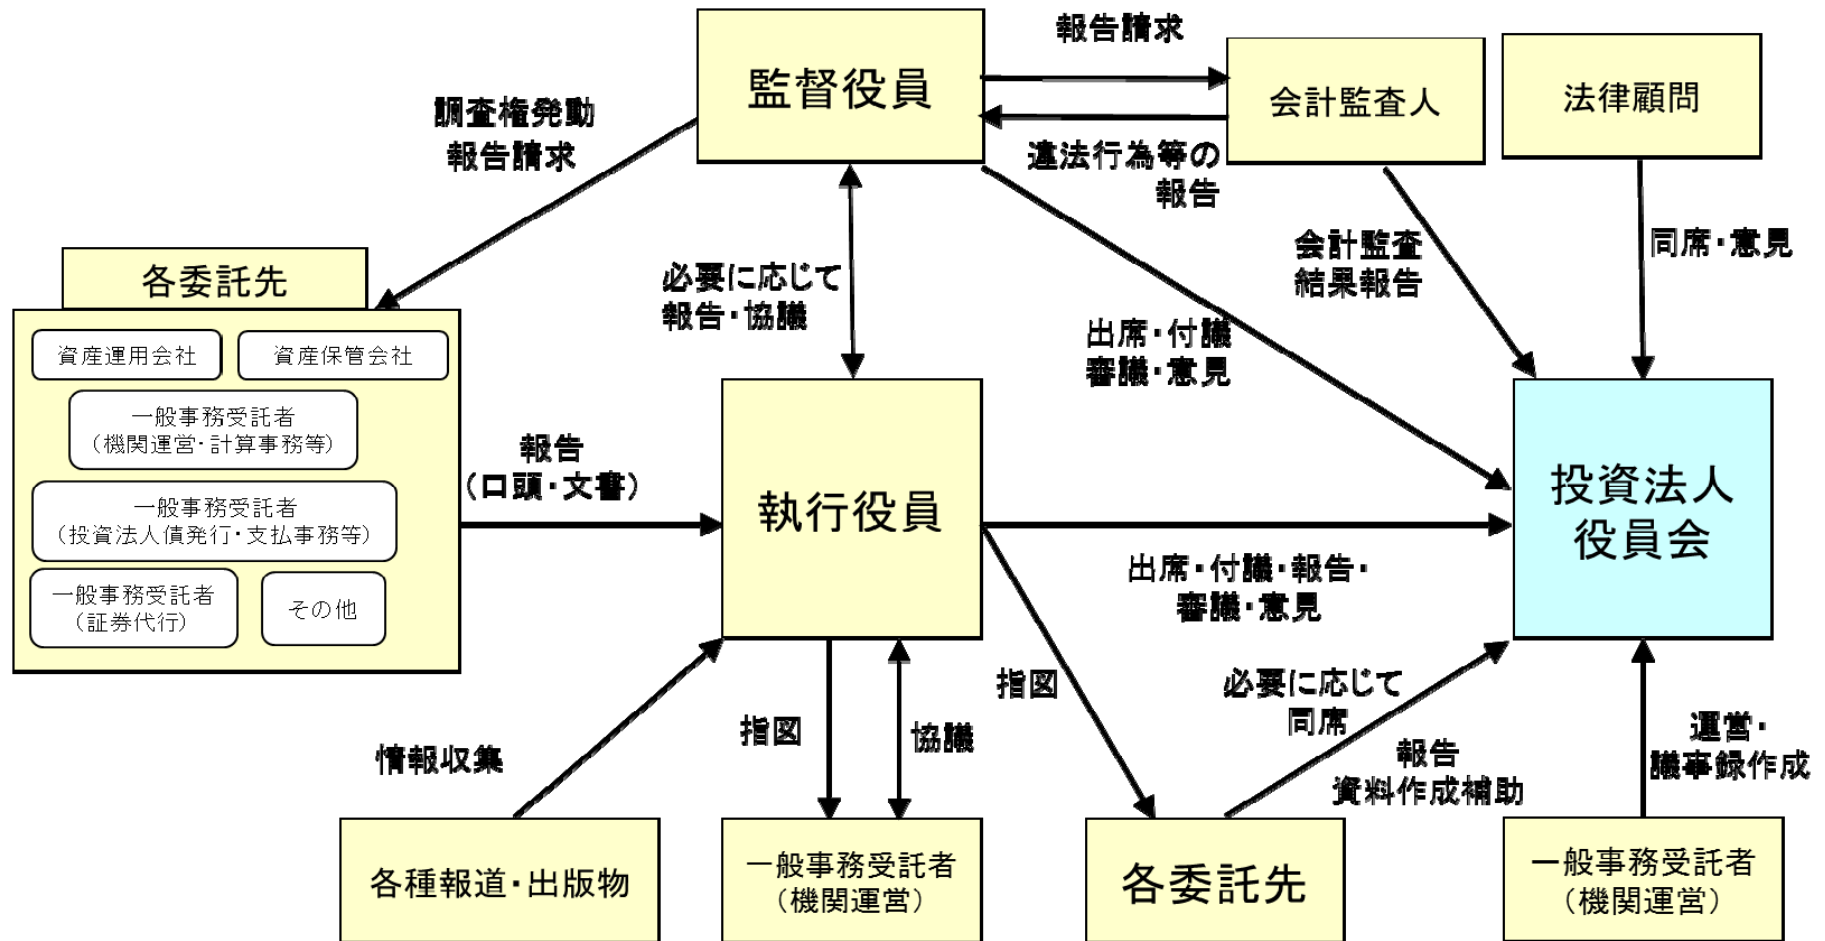 監督役員
報告請求
会計監査人
法律顧問
調査権発動
報告請求
違法行為等の
報告
各委託先
必要に応じて
報告・協議
会計監査
結果報告
同席・意見
出席・付議
審議・意見
資産運用会社
資産保管会社
一般事務受託者
（機関運営・計算事務等）
一般事務受託者
（投資法人債発行・支払事務等）
一般事務受託者
（証券代行）
その他
報告
（口頭・文書）
執行役員
投資法人
役員会
出席・付議・報告・
審議・意見
情報収集
指図
協議
指図
必要に応じて
同席
報告
資料作成補助
運営・
議事録作成
各種報道・出版物
一般事務受託者
（機関運営）
各委託先
一般事務受託者
（機関運営）